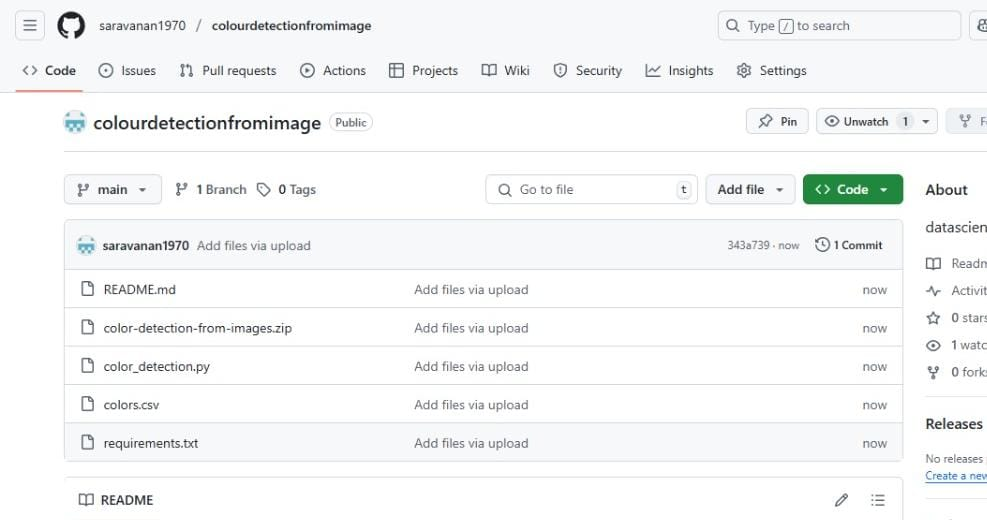 saravanan1970 / colourdetectionfromimage Type / to search
Code Issues Pull requests Actions Projects Wiki Security Insights Settings
colourdetectionfromimage Public Pin Unwatch 1
main 1 Branch 0 Tags Go to file t Add file Code About
saravanan1970 Add files via upload 343a739 · now 1 Commit
README.md Add files via upload now
color-detection-from-images.zip Add files via upload now
color_detection.py Add files via upload now
colors.csv Add files via upload now
requirements.txt Add files via upload now
README
0 stars
0 forks
Releases
No releases
Create a new